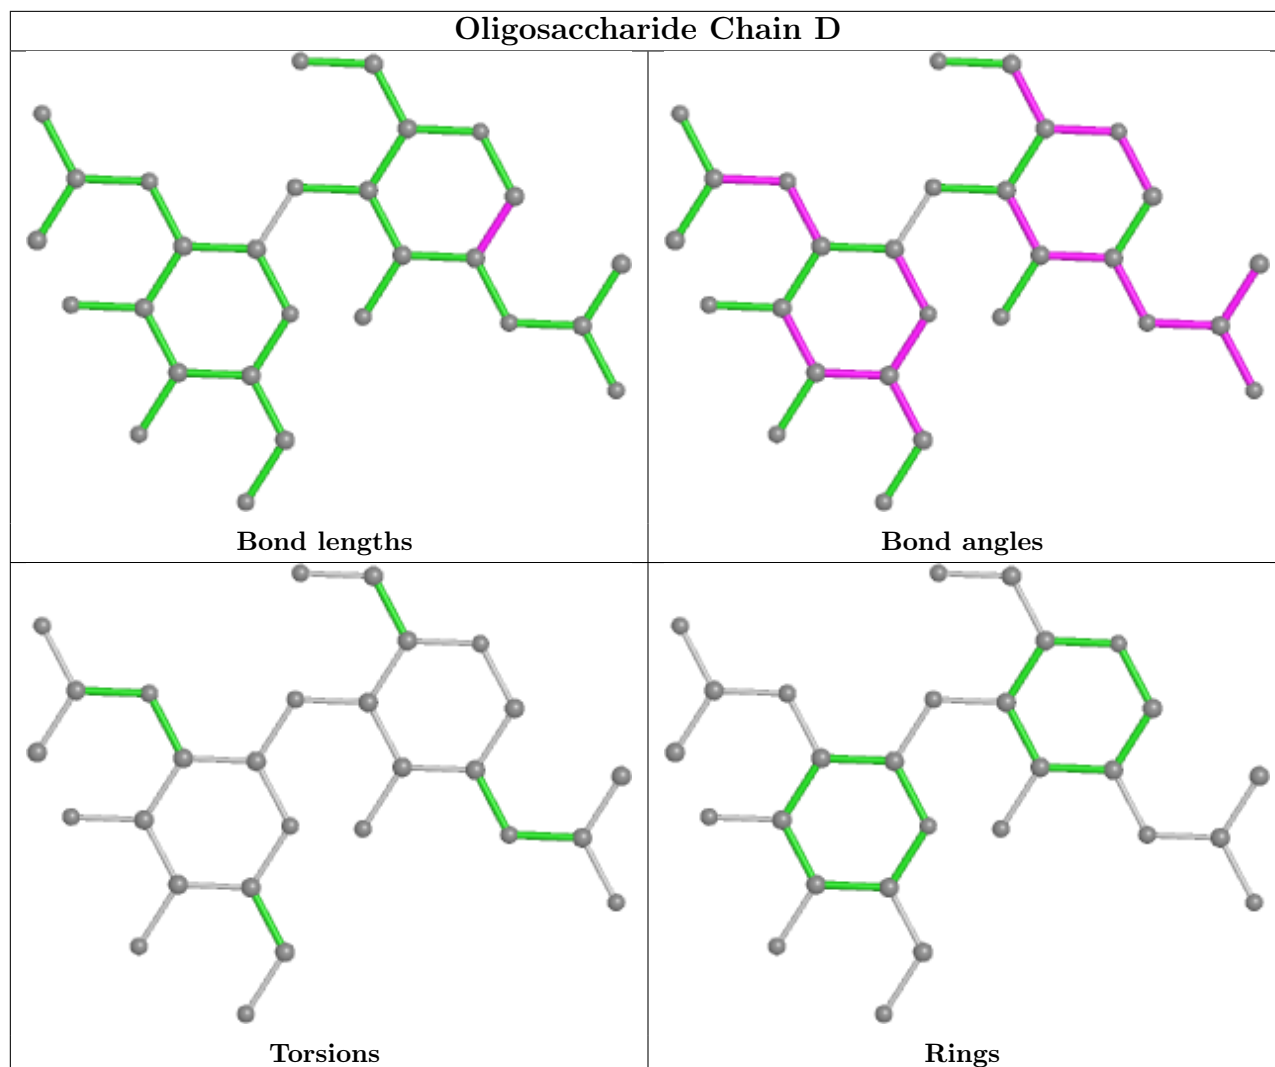 Oligosaccharide Chain D
Bond lengths
Bond angles
Torsions
Rings